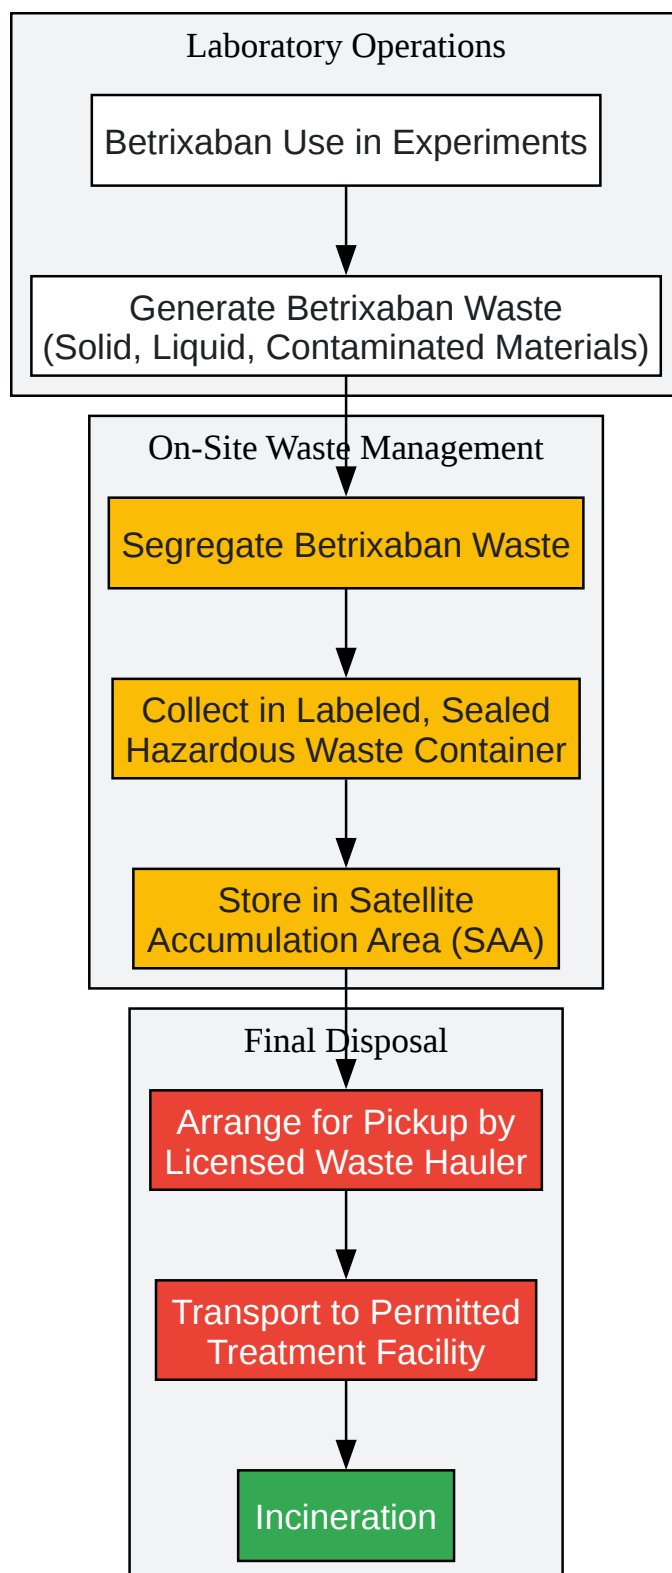 Laboratory Operations
Betrixaban Use in Experiments
Generate Betrixaban Waste
(Solid, Liquid, Contaminated Materials)
On-Site Waste Management
Segregate Betrixaban Waste
Collect in Labeled, Sealed
Hazardous Waste Container
Store in Satellite
Accumulation Area (SAA)
Final Disposal
Arrange for Pickup by
Licensed Waste Hauler
Transport to Permitted
Treatment Facility
Incineration